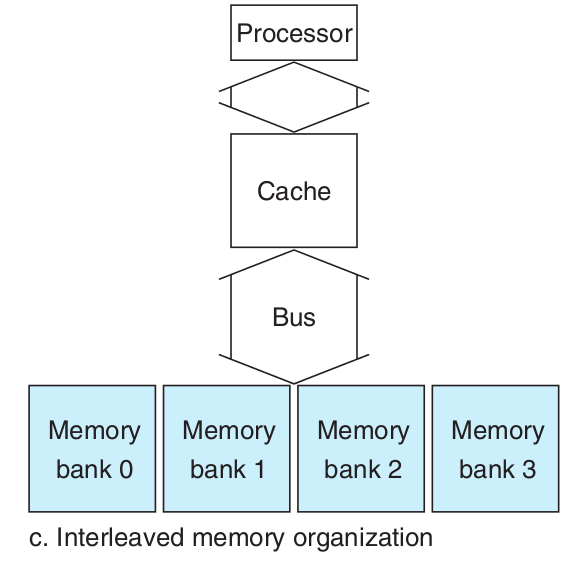 Processor
Cache
Bus
Memory
bank 0
Memory
bank 1
Memory
bank 2
Memory
bank 3
c. Interleaved memory organization